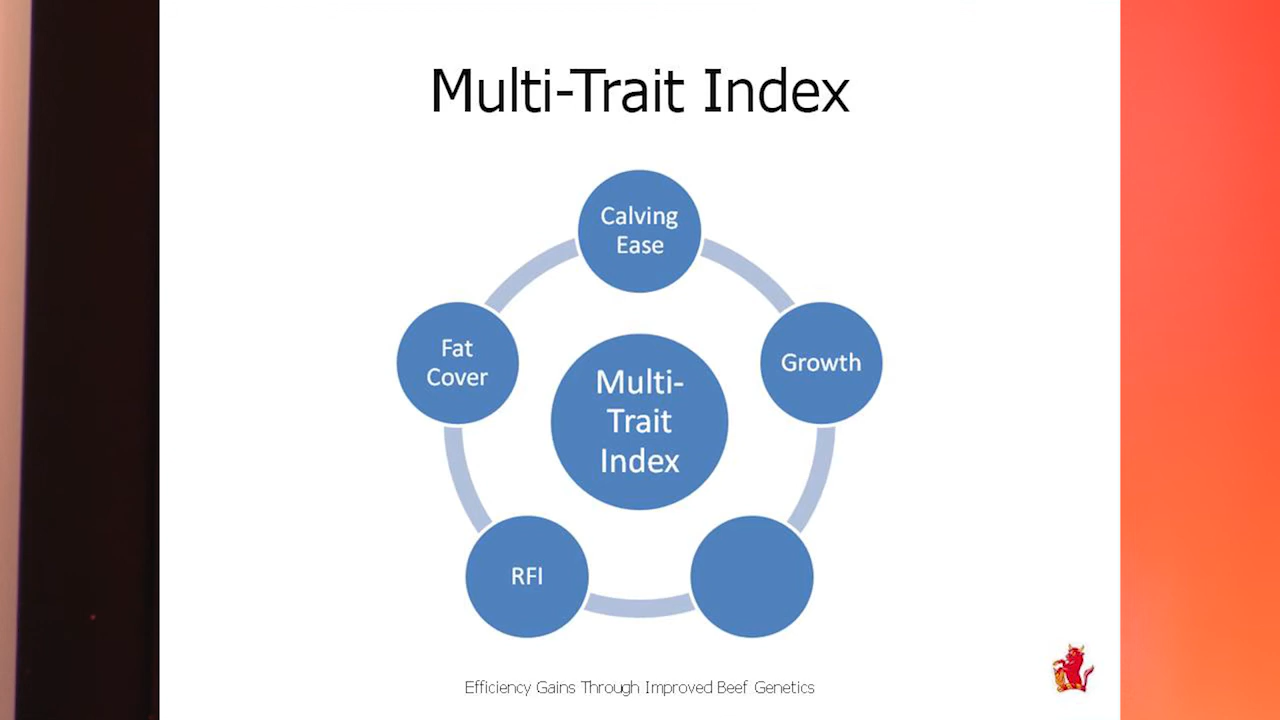 Multi-Trait Index
Calving
Ease
Fat
Cover
Growth
Multi-
Trait
Index
RFI
Efficiency Gains Through Improved Beef Genetics